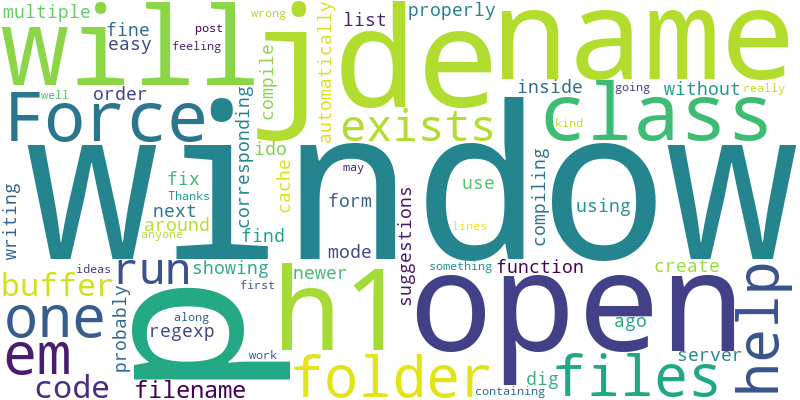 multiple
will
jde
name
fine
easy
post
wrong
feeling
list
properly
compile
automatically
well
order
Force
corresponding
exists
inside
without
going
really
class
kind
window
ido
cache
may
fix
Thanks
next
around
anyone
find
writing
form
mode
use
lines
using
compiling
suggestions
buffer
run
ideas
showing
first
newer
something
function
create
p
h1
open
help
one
em
code
probably
along
regexp
work
filename
folder
files
ago
server
dig
containing